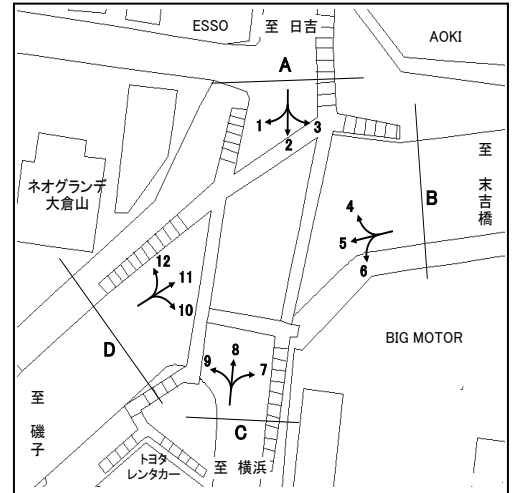 ESSO
至 日吉
AOKI
A
1
2
3
至 末吉橋
B
4
5
6
ネオグランデ
大倉山
12
11
10
D
BIG MOTOR
9
8
7
C
至 磯子
トヨタ
レンタカー
至 横浜